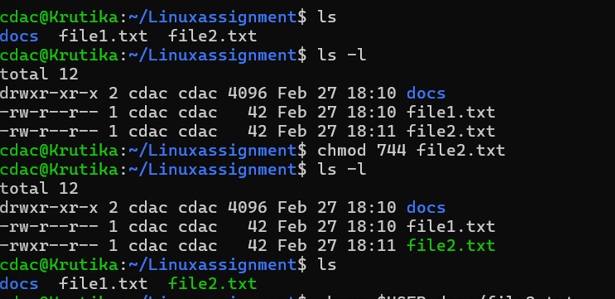 cdac@Krutika:~/Linuxassignment$ ls
docs  file1.txt  file2.txt
cdac@Krutika:~/Linuxassignment$ ls -l
total 12
drwxr-xr-x 2 cdac cdac 4096 Feb 27 18:10 docs
-rw-r--r-- 1 cdac cdac   42 Feb 27 18:10 file1.txt
-rw-r--r-- 1 cdac cdac   42 Feb 27 18:11 file2.txt
cdac@Krutika:~/Linuxassignment$ chmod 744 file2.txt
cdac@Krutika:~/Linuxassignment$ ls -l
total 12
drwxr-xr-x 2 cdac cdac 4096 Feb 27 18:10 docs
-rw-r--r-- 1 cdac cdac   42 Feb 27 18:10 file1.txt
-rwxr--r-- 1 cdac cdac   42 Feb 27 18:11 file2.txt
cdac@Krutika:~/Linuxassignment$ ls
docs  file1.txt  file2.txt